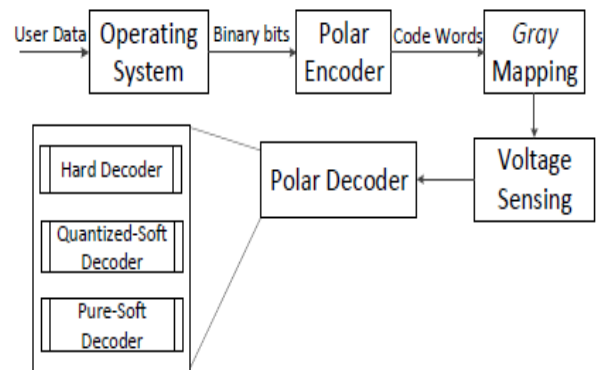 User Data
Operating
System
Binary bits
Polar
Encoder
Code Words
Gray
Mapping
Voltage
Sensing
Polar Decoder
Hard Decoder
Quantized-Soft
Decoder
Pure-Soft
Decoder